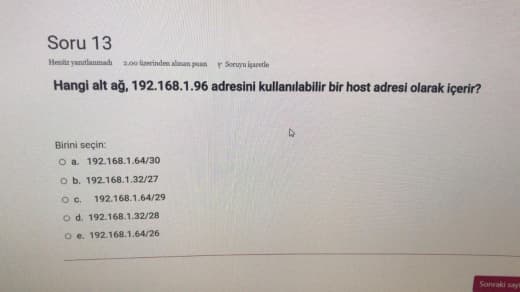 Soru 13
Henüz yanıtlanmadı 2.00 üzerinden alınan puan Soruyu işaretle
Hangi alt ağ, 192.168.1.96 adresini kullanılabilir bir host adresi olarak içerir?
Birini seçin:
a. 192.168.1.64/30
b. 192.168.1.32/27
c. 192.168.1.64/29
d. 192.168.1.32/28
e. 192.168.1.64/26
Sonraki say